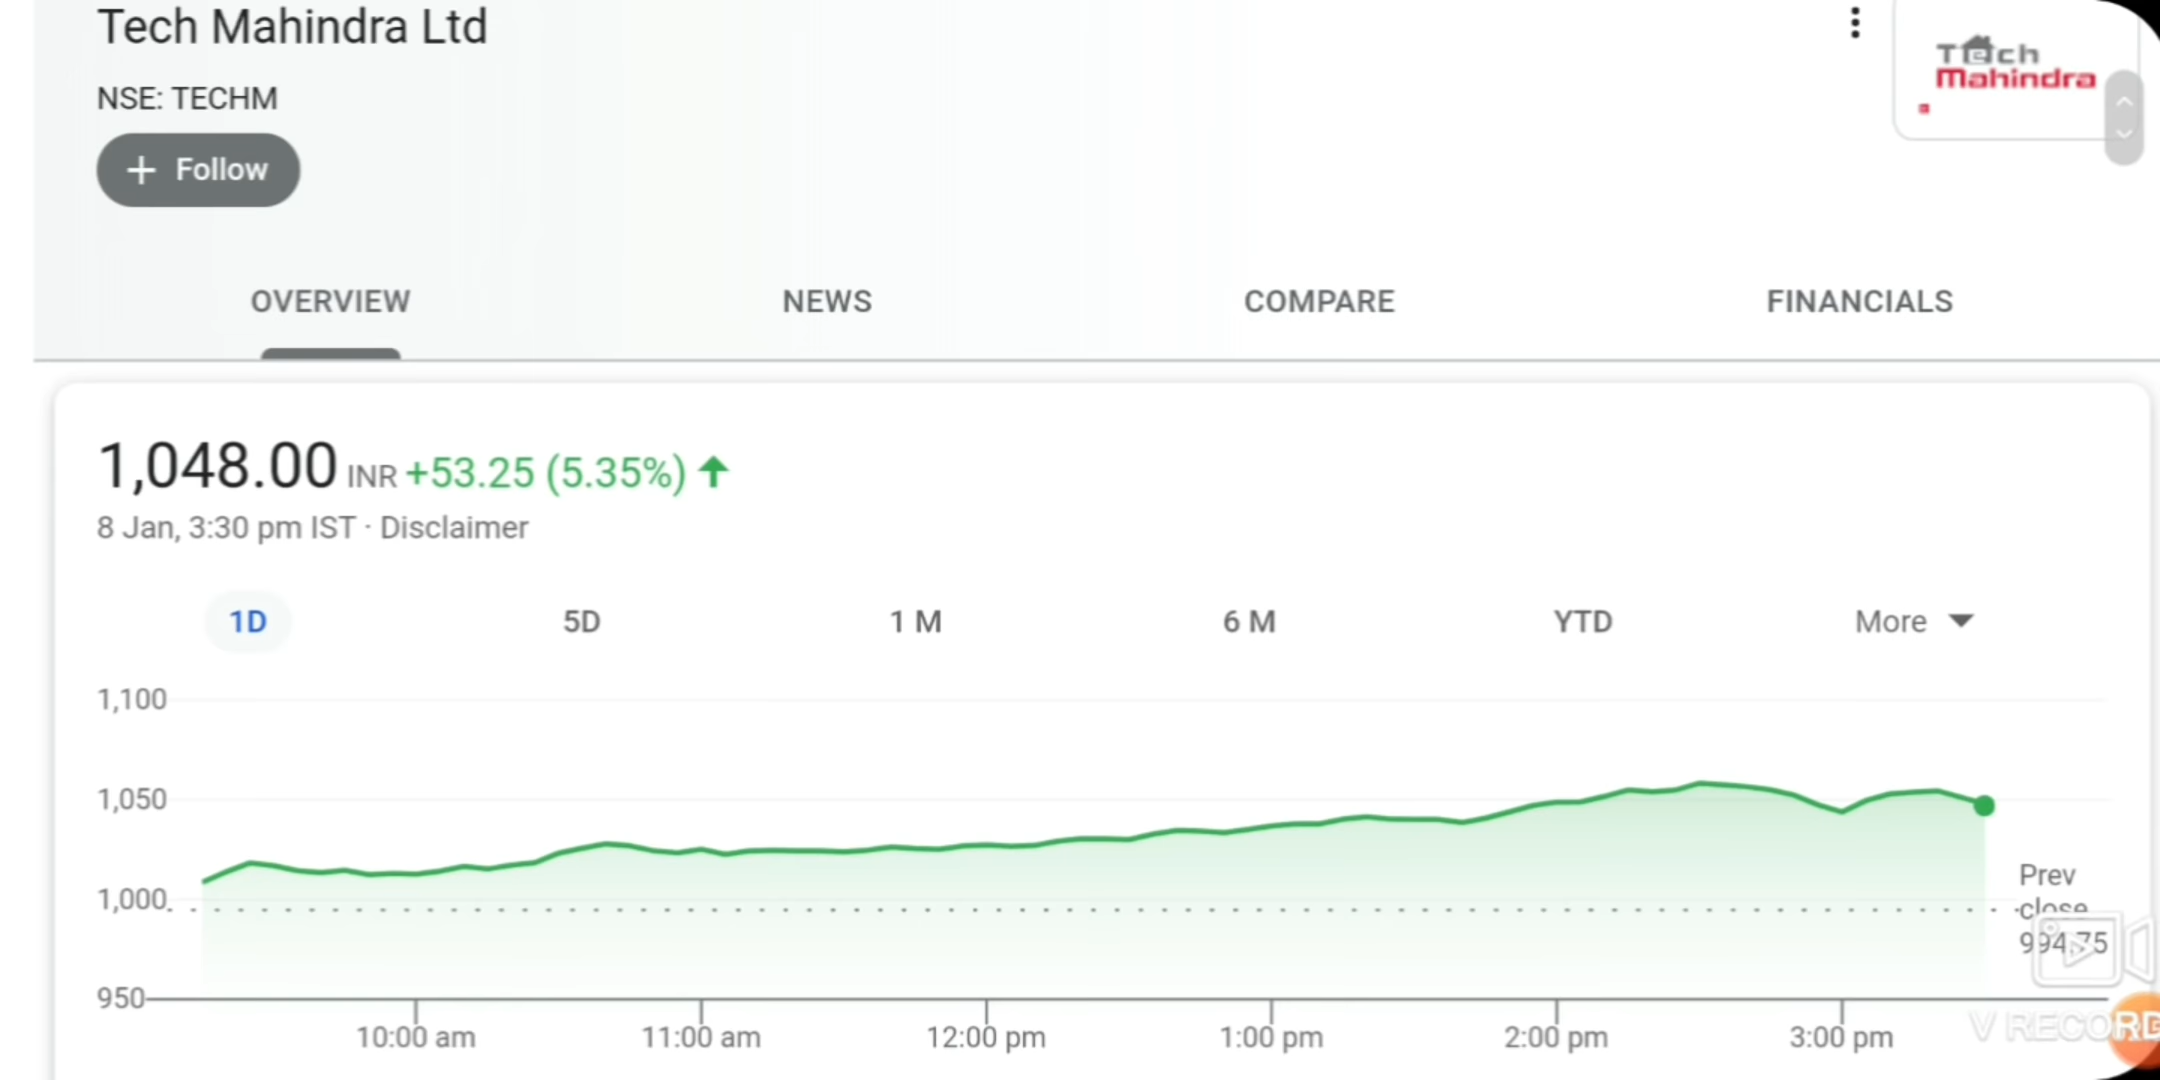 Tech Mahindra Ltd
Tech
Mahindra
NSE: TECHM
+ Follow
OVERVIEW NEWS COMPARE FINANCIALS
1,048.00 INR +53.25 (5.35%)
8 Jan, 3:30 pm IST · Disclaimer
1D 5D 1 M 6 M YTD More
1,100
1,050
1,000
950
Prev
close
994.75
10:00 am 11:00 am 12:00 pm 1:00 pm 2:00 pm 3:00 pm
V RECORD